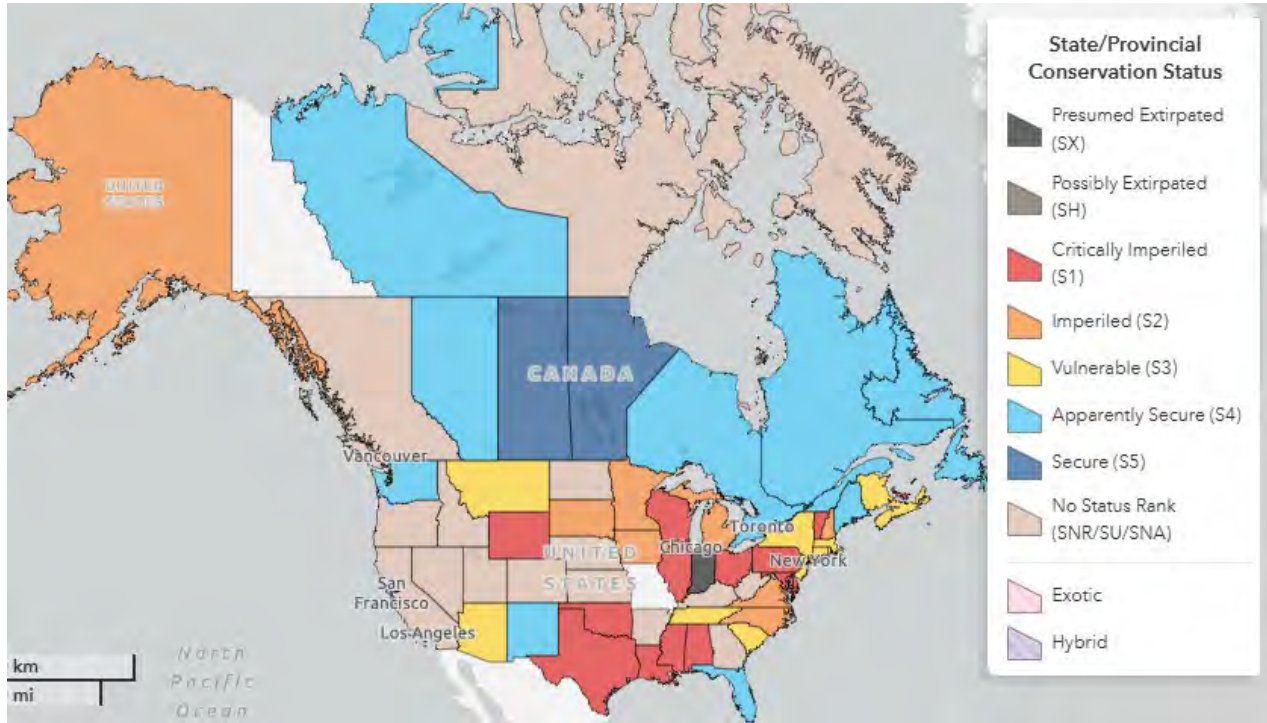 UNITED
STATES
CANADA
Vancouver
Toronto
Chicago
New York
UNITED
STATES
San
Francisco
Los Angeles
km
mi
North
Pacific
Ocean
State/Provincial
Conservation Status
Presumed Extirpated
(SX)
Possibly Extirpated
(SH)
Critically Imperiled
(S1)
Imperiled (S2)
Vulnerable (S3)
Apparently Secure (S4)
Secure (S5)
No Status Rank
(SNR/SU/SNA)
Exotic
Hybrid